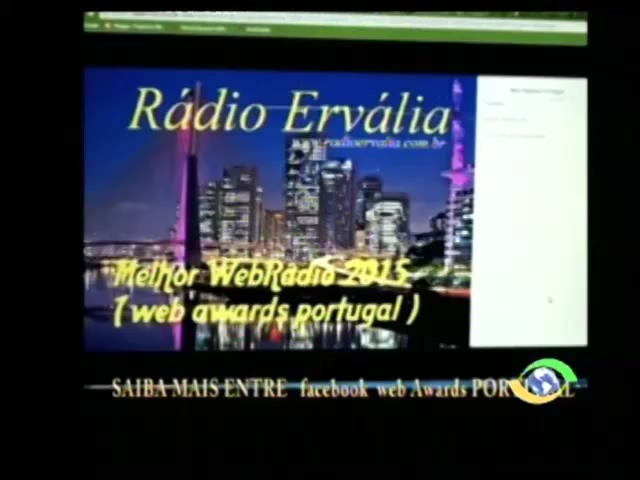 Rádio Ervália
www.radioervalia.com.br
Melhor WebRadio 2015
( web awards portugal )
SAIBA MAIS ENTRE facebook web Awards PORTUGAL